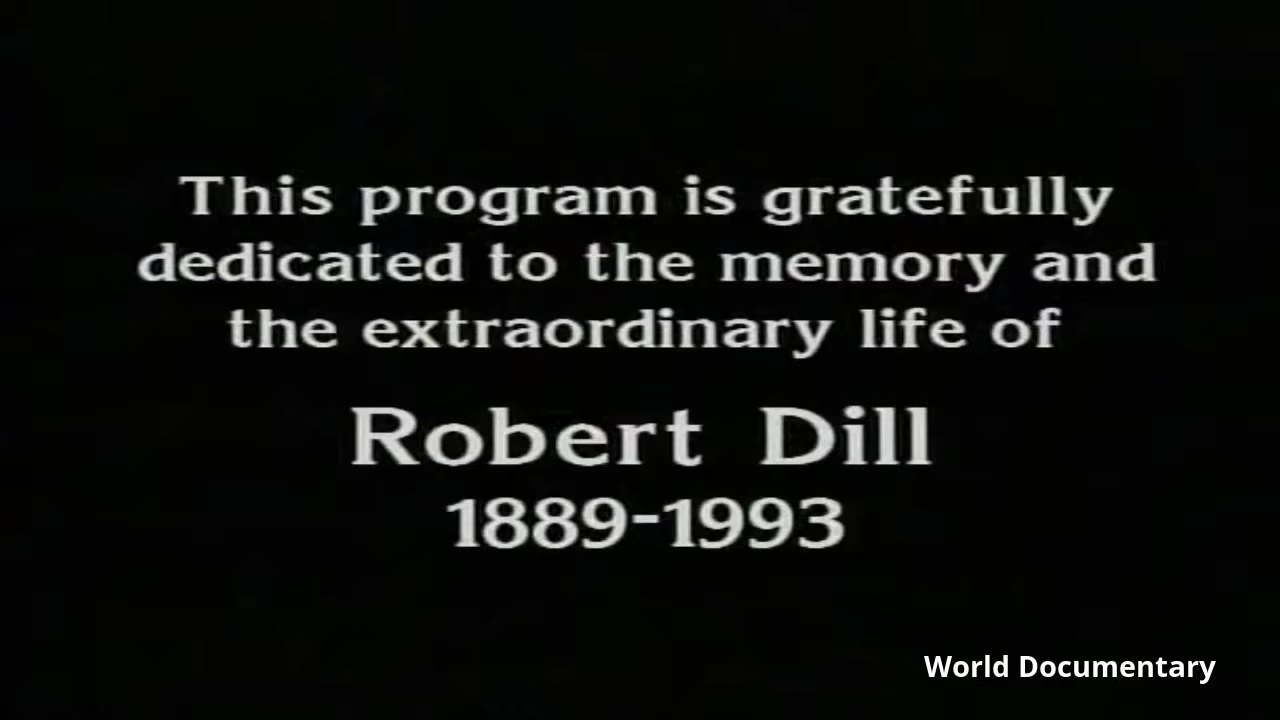 This program is gratefully
dedicated to the memory and
the extraordinary life of
Robert Dill
1889-1993
World Documentary